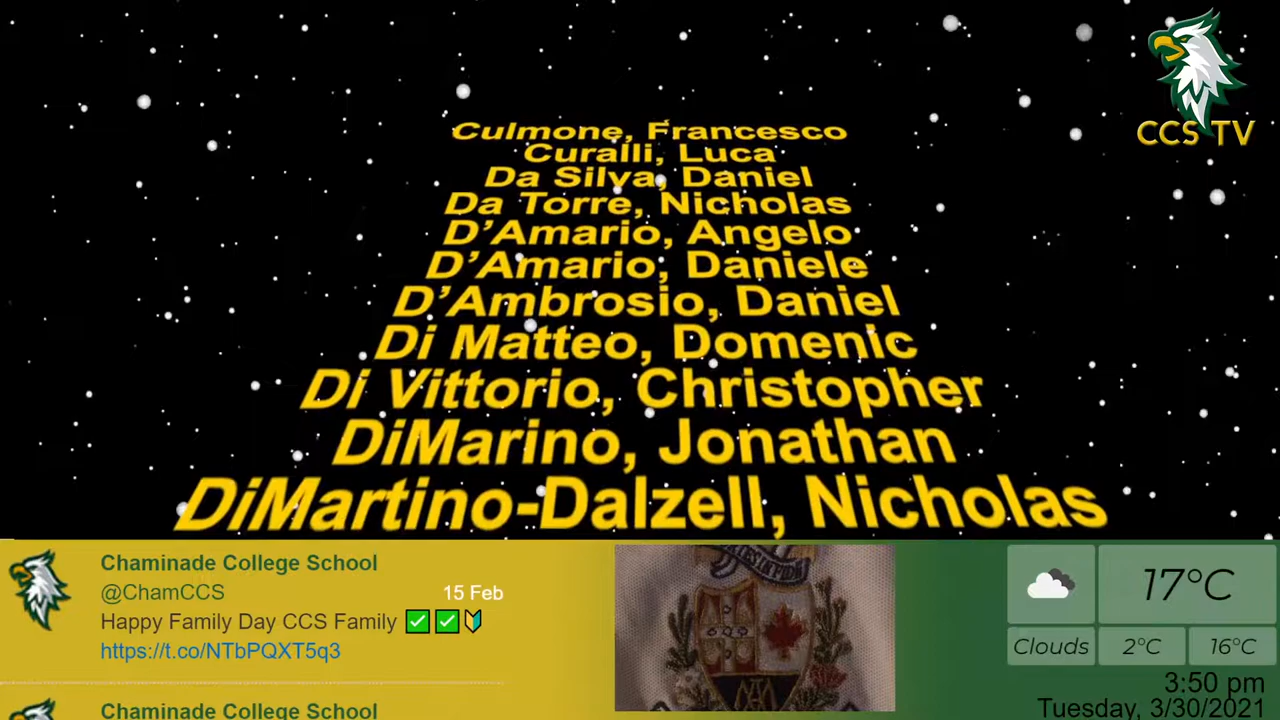 CCS TV
Culmone, Francesco
Curalli, Luca
Da Silva, Daniel
Da Torre, Nicholas
D’Amario, Angelo
D’Amario, Daniele
D’Ambrosio, Daniel
Di Matteo, Domenic
Di Vittorio, Christopher
DiMarino, Jonathan
DiMartino-Dalzell, Nicholas
Chaminade College School
@ChamCCS 15 Feb
Happy Family Day CCS Family ✅ ✅ 🔰
https://t.co/NTbPQXT5q3
Chaminade College School
17°C
Clouds 2°C 16°C
3:50 pm
Tuesday, 3/30/2021